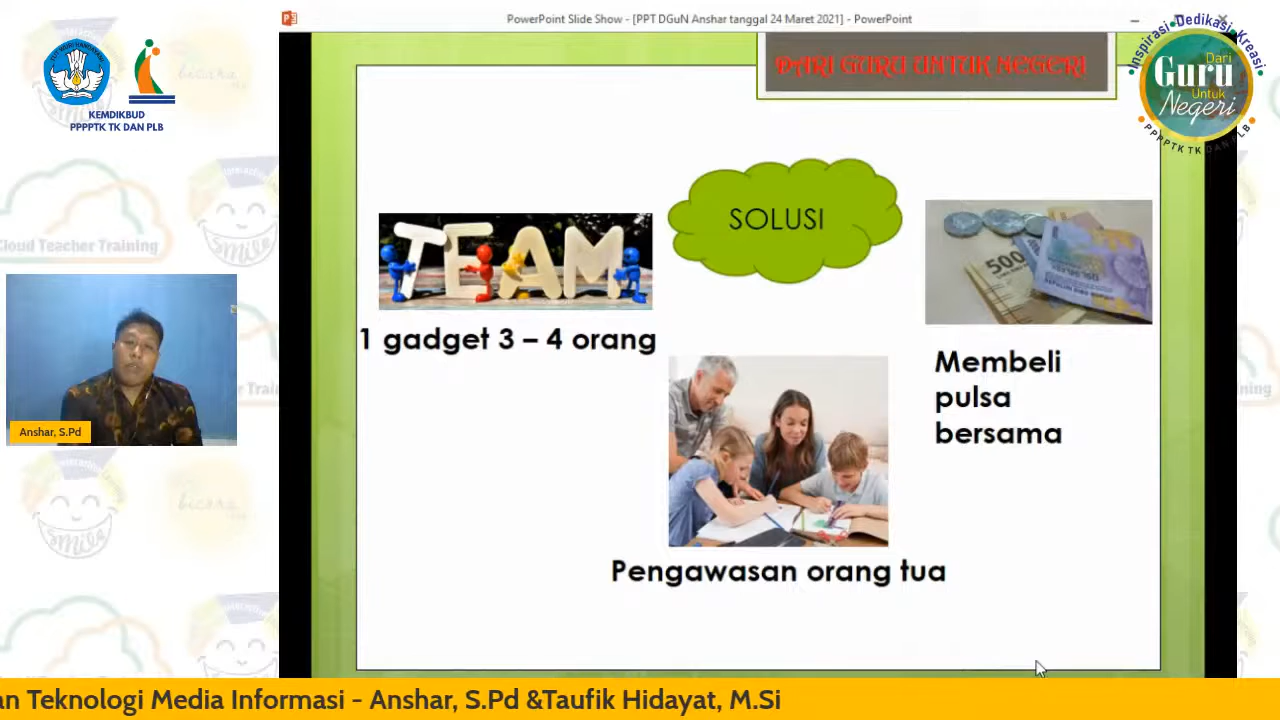 PowerPoint Slide Show - [PPT DGuN Anshar tanggal 24 Maret 2021] - PowerPoint
KEMDIKBUD
PPPPTK TK DAN PLB
Inspirasi Dedikasi Kreasi
Dari
Guru
Untuk
Negeri
PPPPTK TK DAN PLB
DARI GURU UNTUK NEGERI
SOLUSI
TEAM
500
1 gadget 3 – 4 orang
Membeli
pulsa
bersama
Pengawasan orang tua
Cloud Teacher Training
smile
bicara
Anshar, S.Pd
an Teknologi Media Informasi - Anshar, S.Pd &Taufik Hidayat, M.Si